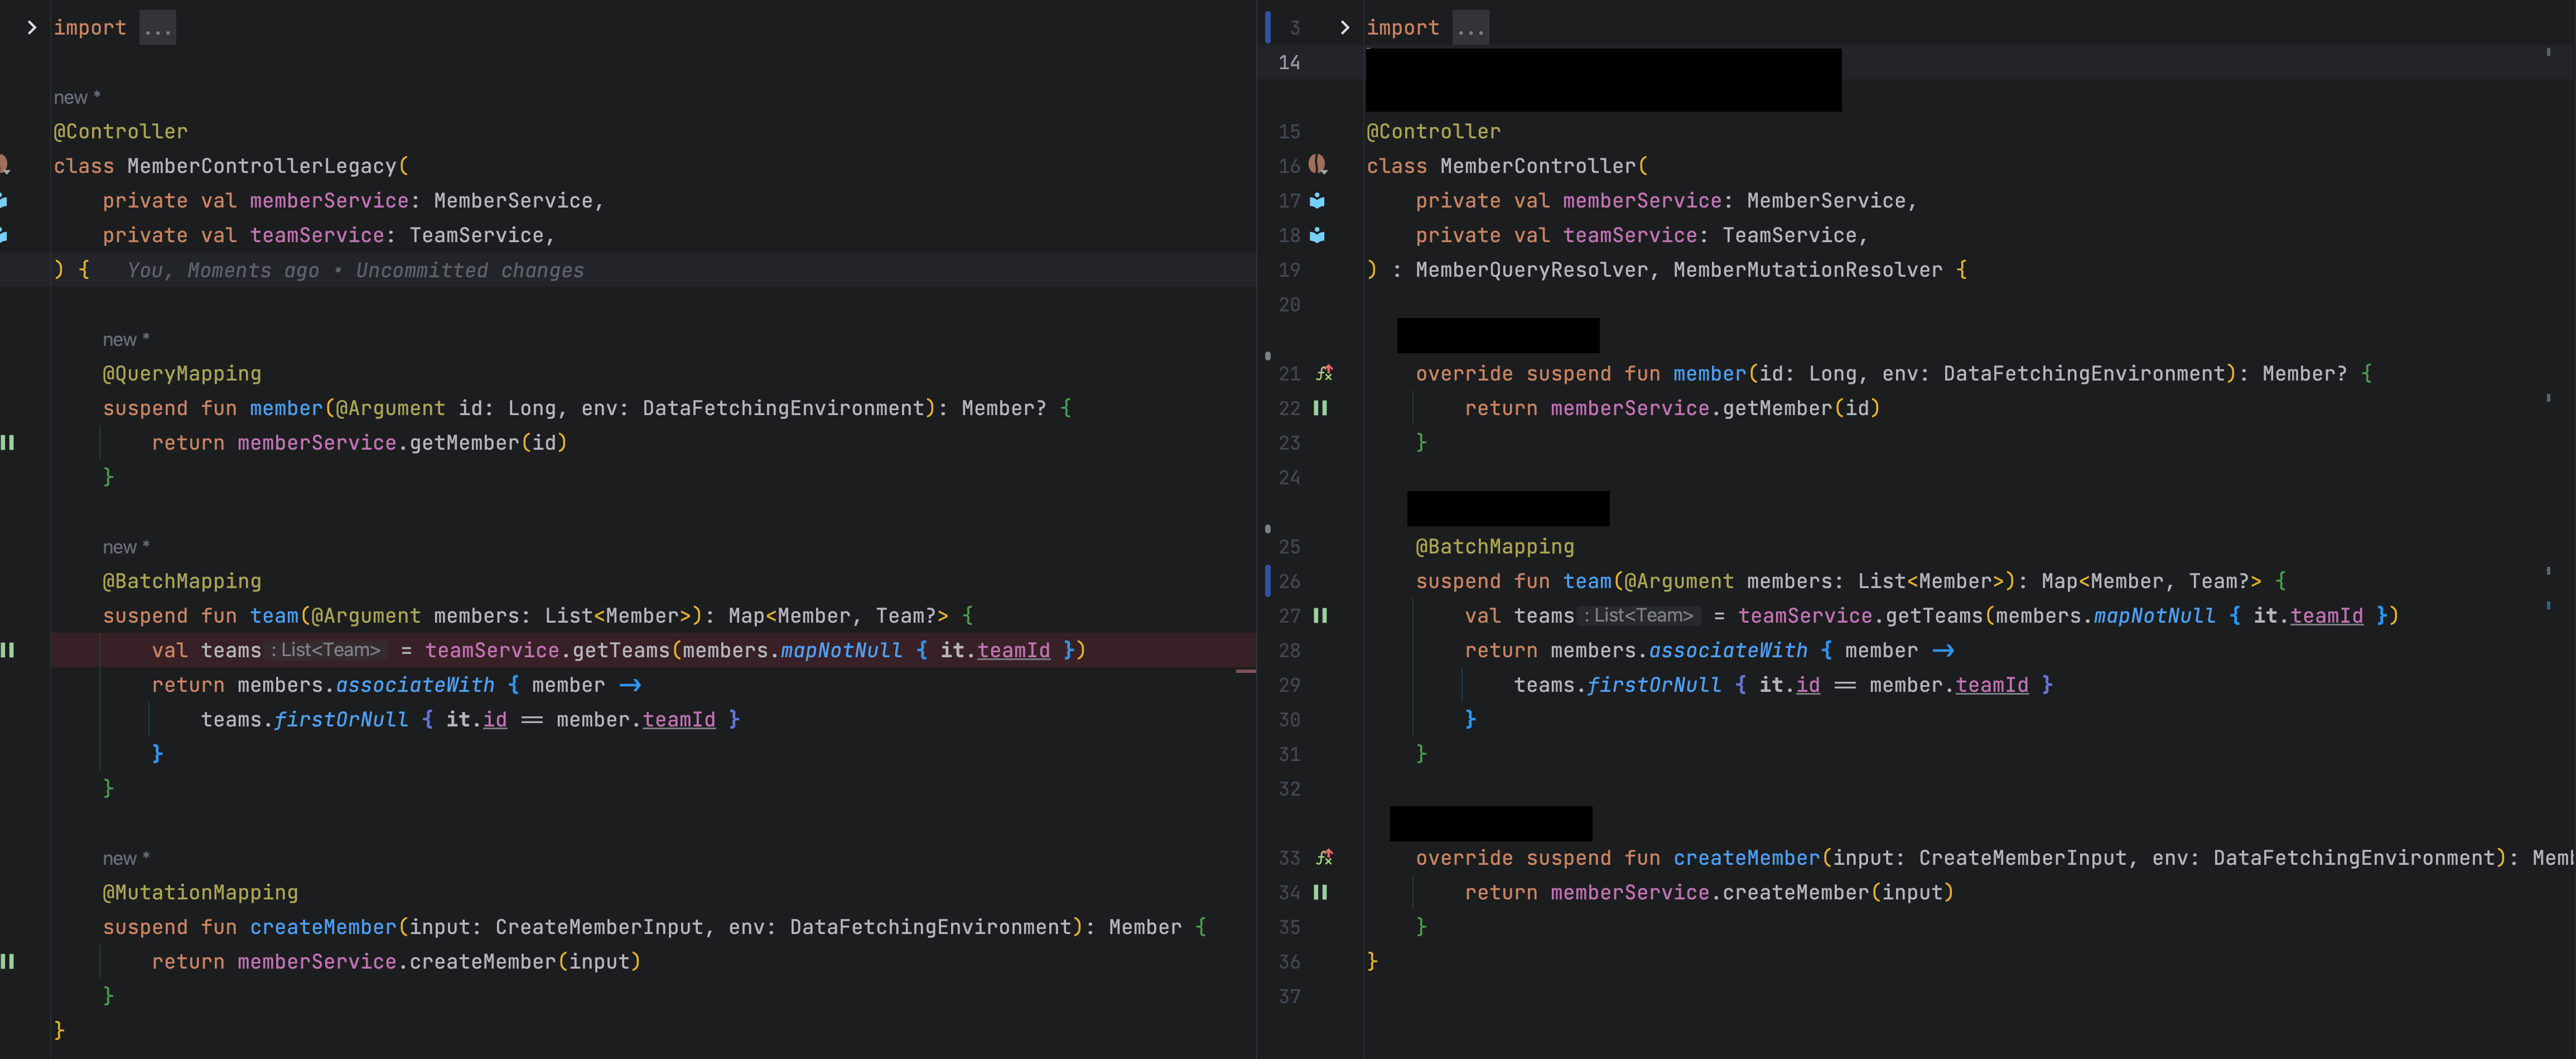 import ...
new *
@Controller
class MemberControllerLegacy(
private val memberService: MemberService,
private val teamService: TeamService,
) { You, Moments ago • Uncommitted changes
new *
@QueryMapping
suspend fun member(@Argument id: Long, env: DataFetchingEnvironment): Member? {
return memberService.getMember(id)
}
new *
@BatchMapping
suspend fun team(@Argument members: List<Member>): Map<Member, Team?> {
val teams : List<Team> = teamService.getTeams(members.mapNotNull { it.teamId })
return members.associateWith { member →
teams.firstOrNull { it.id == member.teamId }
}
}
new *
@MutationMapping
suspend fun createMember(input: CreateMemberInput, env: DataFetchingEnvironment): Member {
return memberService.createMember(input)
}
}
3 import ...
14
15 @Controller
16 class MemberController(
17 private val memberService: MemberService,
18 private val teamService: TeamService,
19 ) : MemberQueryResolver, MemberMutationResolver {
20
21 override suspend fun member(id: Long, env: DataFetchingEnvironment): Member? {
22 return memberService.getMember(id)
23 }
24
25 @BatchMapping
26 suspend fun team(@Argument members: List<Member>): Map<Member, Team?> {
27 val teams : List<Team> = teamService.getTeams(members.mapNotNull { it.teamId })
28 return members.associateWith { member →
29 teams.firstOrNull { it.id == member.teamId }
30 }
31 }
32
33 override suspend fun createMember(input: CreateMemberInput, env: DataFetchingEnvironment): Mem
34 return memberService.createMember(input)
35 }
36 }
37